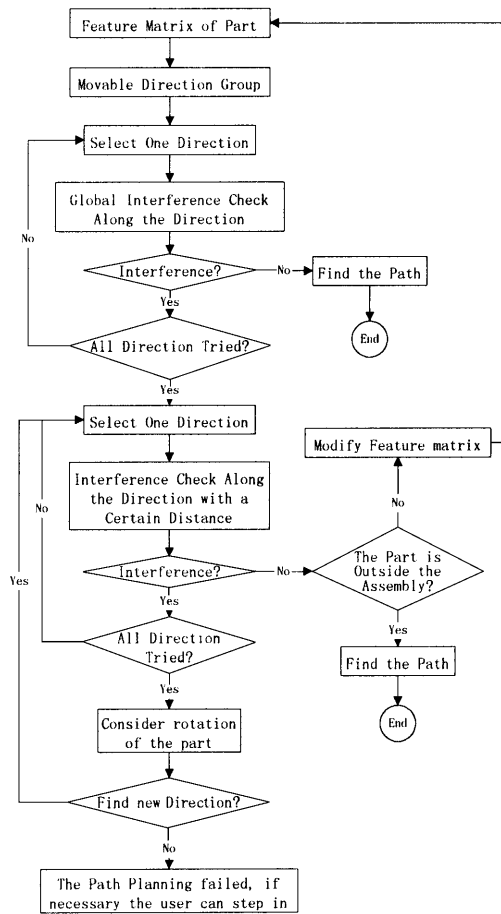 Feature Matrix of Part
Movable Direction Group
Select One Direction
Global Interference Check
Along the Direction
No
Interference?
No
Find the Path
Yes
End
All Direction Tried?
Yes
Select One Direction
Modify Feature matrix
Interference Check Along
the Direction with a
Certain Distance
No
No
Yes
Interference?
No
The Part is
Outside the
Assembly?
Yes
Yes
All Direction
Tried?
Find the Path
Yes
Consider rotation
of the part
End
Find new Direction?
No
The Path Planning failed, if
necessary the user can step in